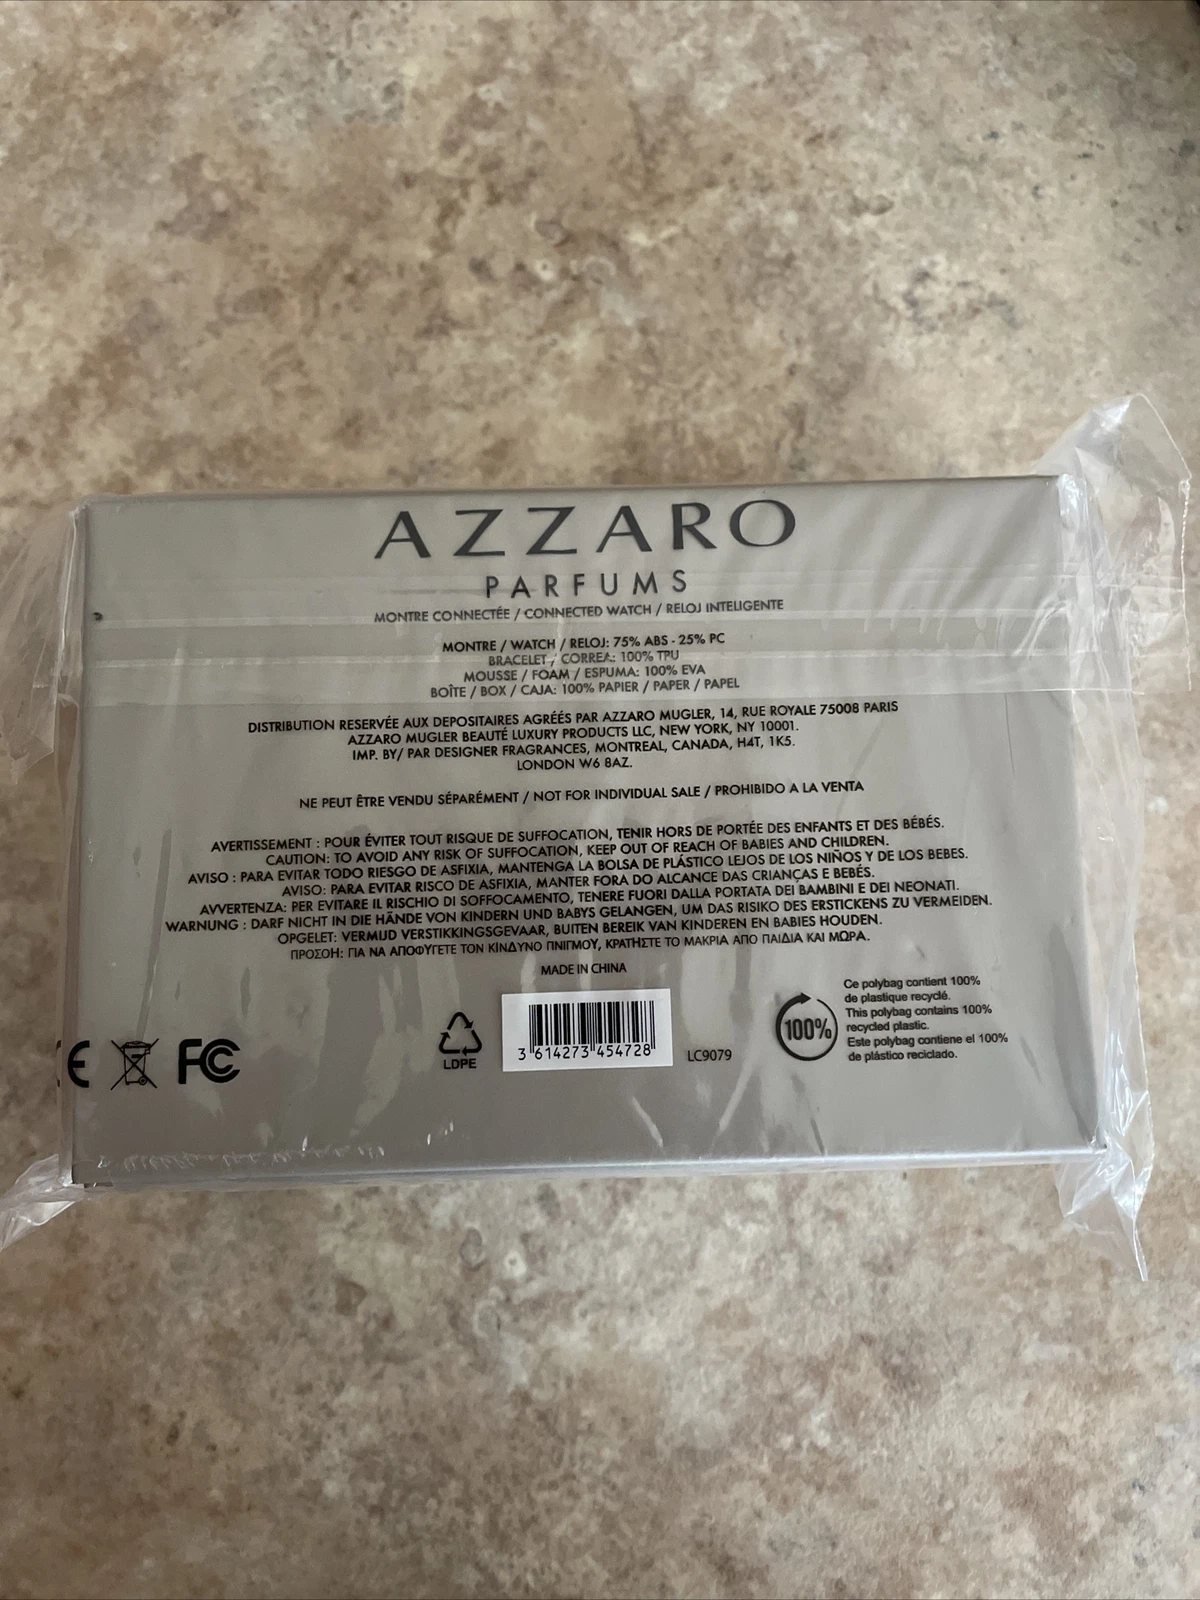 AZZARO
PARFUMS
MONTRE CONNECTÉE / CONNECTED WATCH / RELOJ INTELIGENTE
MONTRE / WATCH / RELOJ: 75% ABS - 25% PC
BRACELET / CORREA: 100% TPU
MOUSSE / FOAM / ESPUMA: 100% EVA
BOÎTE / BOX / CAJA: 100% PAPIER / PAPER / PAPEL
DISTRIBUTION RESERVÉE AUX DEPOSITAIRES AGRÉÉS PAR AZZARO MUGLER, 14, RUE ROYALE 75008 PARIS
AZZARO MUGLER BEAUTÉ LUXURY PRODUCTS LLC, NEW YORK, NY 10001.
IMP. BY/ PAR DESIGNER FRAGRANCES, MONTREAL, CANADA, H4T, 1K5.
LONDON W6 8AZ.
NE PEUT ÊTRE VENDU SÉPARÉMENT / NOT FOR INDIVIDUAL SALE / PROHIBIDO A LA VENTA
AVERTISSEMENT : POUR ÉVITER TOUT RISQUE DE SUFFOCATION, TENIR HORS DE PORTÉE DES ENFANTS ET DES BÉBÉS.
CAUTION: TO AVOID ANY RISK OF SUFFOCATION, KEEP OUT OF REACH OF BABIES AND CHILDREN.
AVISO : PARA EVITAR TODO RIESGO DE ASFIXIA, MANTENGA LA BOLSA DE PLÁSTICO LEJOS DE LOS NIÑOS Y DE LOS BEBES.
AVISO: PARA EVITAR RISCO DE ASFIXIA, MANTER FORA DO ALCANCE DAS CRIANÇAS E BEBÉS.
AVVERTENZA: PER EVITARE IL RISCHIO DI SOFFOCAMENTO, TENERE FUORI DALLA PORTATA DEI BAMBINI E DEI NEONATI.
WARNUNG : DARF NICHT IN DIE HÄNDE VON KINDERN UND BABYS GELANGEN, UM DAS RISIKO DES ERSTICKENS ZU VERMEIDEN.
OPGELET: VERMIJD VERSTIKKINGSGEVAAR, BUITEN BEREIK VAN KINDEREN EN BABIES HOUDEN.
ΠΡΟΣΟΗ: ΓΙΑ ΝΑ ΑΠΟΦΥΓΕΤΕ ΤΟΝ ΚΙΝΔΥΝΟ ΠΝΙΓΜΟΥ, ΚΡΑΤΗΣΤΕ ΤΟ ΜΑΚΡΙΑ ΑΠΟ ΠΑΙΔΙΑ ΚΑΙ ΜΩΡΑ.
MADE IN CHINA
CE
FC
LDPE
3 614273 454728
LC9079
100%
Ce polybag contient 100%
de plastique recyclé.
This polybag contains 100%
recycled plastic.
Este polybag contiene el 100%
de plástico reciclado.